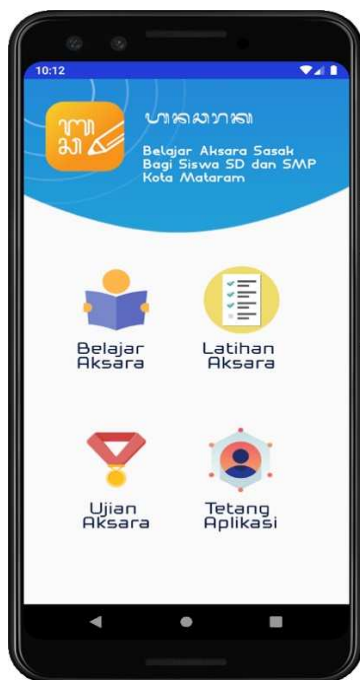 10:12
Belajar Aksara Sasak
Bagi Siswa SD dan SMP
Kota Mataram
Belajar
Aksara
Latihan
Aksara
Ujian
Aksara
Tetang
Aplikasi